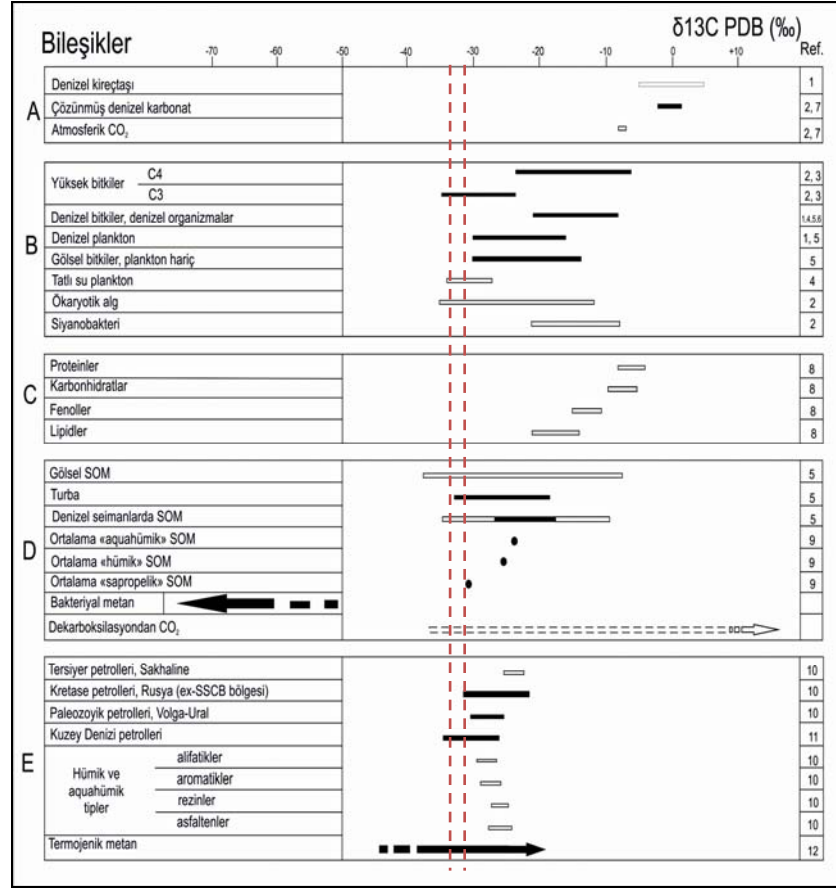 Bileşikler
δ13C PDB (‰)
-70 -60 -50 -40 -30 -20 -10 0 +10 Ref.
A
Denizel kireçtaşı 1
Çözünmüş denizel karbonat 2, 7
Atmosferik CO₂ 2, 7
B
Yüksek bitkiler
C4 2, 3
C3 2, 3
Denizel bitkiler, denizel organizmalar 1,4,5,6
Denizel plankton 1, 5
Gölsel bitkiler, plankton hariç 5
Tatlı su plankton 4
Ökaryotik alg 2
Siyanobakteri 2
C
Proteinler 8
Karbonhidratlar 8
Fenoller 8
Lipidler 8
D
Gölsel SOM 5
Turba 5
Denizel seimanlarda SOM 5
Ortalama «aquahümik» SOM 9
Ortalama «hümik» SOM 9
Ortalama «sapropelik» SOM 9
Bakteriyal metan
Dekarboksilasyondan CO₂
E
Tersiyer petrolleri, Sakhaline 10
Kretase petrolleri, Rusya (ex-SSCB bölgesi) 10
Paleozoyik petrolleri, Volga-Ural 10
Kuzey Denizi petrolleri 11
Hümik ve
aquahümik
tipler
alifatikler 10
aromatikler 10
rezinler 10
asfaltenler 10
Termojenik metan 12